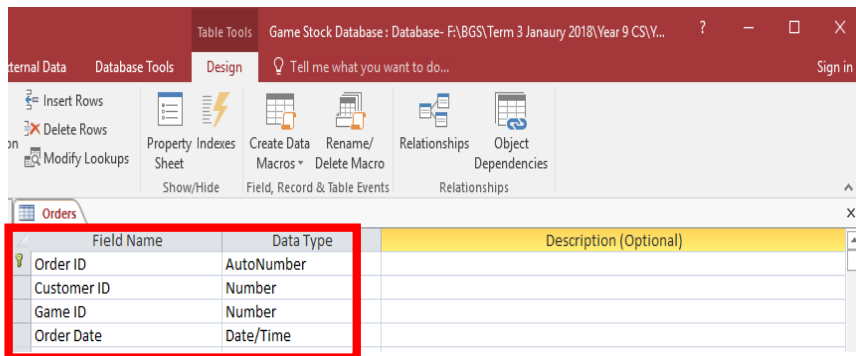 Table Tools Game Stock Database : Database- F:\BGS\Term 3 Janaury 2018\Year 9 CS\Y... ?
xternal Data Database Tools Design Tell me what you want to do... Sign in
Insert Rows
Delete Rows
on Modify Lookups
Property Sheet
Indexes
Create Data Macros
Rename/ Delete Macro
Relationships
Object Dependencies
Show/Hide Field, Record & Table Events Relationships
Orders
Field Name Data Type Description (Optional)
Order ID AutoNumber
Customer ID Number
Game ID Number
Order Date Date/Time